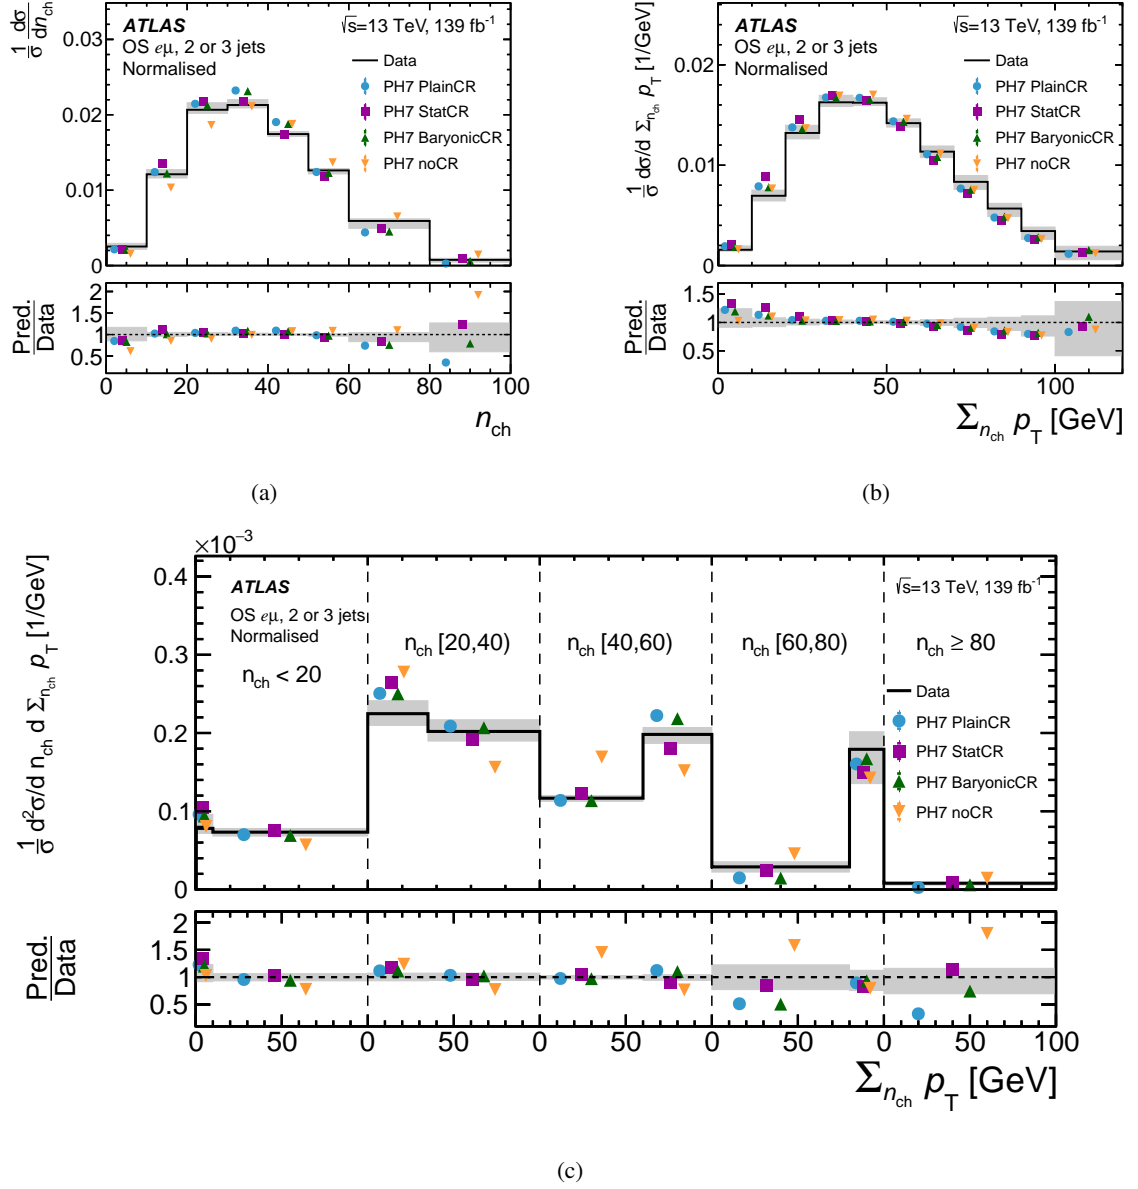 1/σ dσ/dn_ch
ATLAS
√s=13 TeV, 139 fb⁻¹
OS eμ, 2 or 3 jets
Normalised
Data
PH7 PlainCR
PH7 StatCR
PH7 BaryonicCR
PH7 noCR
0.03
0.02
0.01
0
Pred.
Data
2
1.5
1
0.5
0 20 40 60 80 100
n_ch
(a)
1/σ dσ/d Σ_{n_ch} p_T [1/GeV]
ATLAS
√s=13 TeV, 139 fb⁻¹
OS eμ, 2 or 3 jets
Normalised
Data
PH7 PlainCR
PH7 StatCR
PH7 BaryonicCR
PH7 noCR
0.02
0.01
0
Pred.
Data
1.5
1
0.5
0 50 100
Σ_{n_ch} p_T [GeV]
(b)
×10⁻³
1/σ d²σ/d n_ch d Σ_{n_ch} p_T [1/GeV]
ATLAS
√s=13 TeV, 139 fb⁻¹
OS eμ, 2 or 3 jets
Normalised
n_ch < 20
n_ch [20,40)
n_ch [40,60)
n_ch [60,80)
n_ch ≥ 80
Data
PH7 PlainCR
PH7 StatCR
PH7 BaryonicCR
PH7 noCR
0.4
0.3
0.2
0.1
0
Pred.
Data
2
1.5
1
0.5
0 50 0 50 0 50 0 50 0 50 100
Σ_{n_ch} p_T [GeV]
(c)